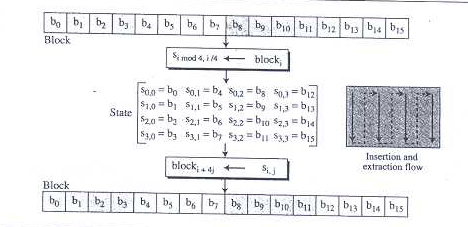 b0 b1 b2 b3 b4 b5 b6 b7 b8 b9 b10 b11 b12 b13 b14 b15
Block
Si mod 4, i /4 ← blocki
S0,0 = b0 S0,1 = b4 S0,2 = b8 S0,3 = b12
S1,0 = b1 S1,1 = b5 S1,2 = b9 S1,3 = b13
State
S2,0 = b2 S2,1 = b6 S2,2 = b10 S2,3 = b14
S3,0 = b3 S3,1 = b7 S3,2 = b11 S3,3 = b15
Insertion and
extraction flow
blocki + 4j ← Si, j
Block
b0 b1 b2 b3 b4 b5 b6 b7 b8 b9 b10 b11 b12 b13 b14 b15